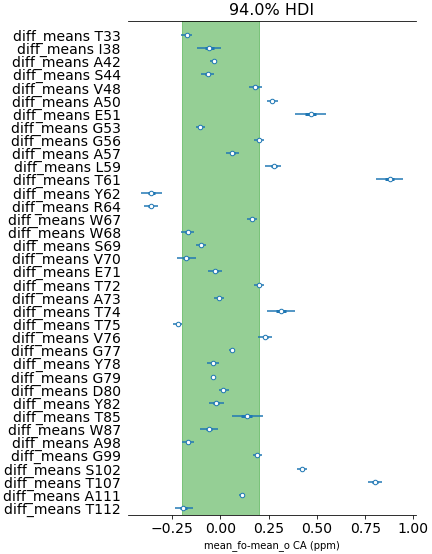 94.0% HDI
diff_means T33
diff_means I38
diff_means A42
diff_means S44
diff_means V48
diff_means A50
diff_means E51
diff_means G53
diff_means G56
diff_means A57
diff_means L59
diff_means T61
diff_means Y62
diff_means R64
diff_means W67
diff_means W68
diff_means S69
diff_means V70
diff_means E71
diff_means T72
diff_means A73
diff_means T74
diff_means T75
diff_means V76
diff_means G77
diff_means Y78
diff_means G79
diff_means D80
diff_means Y82
diff_means T85
diff_means W87
diff_means A98
diff_means G99
diff_means S102
diff_means T107
diff_means A111
diff_means T112
−0.25 0.00 0.25 0.50 0.75 1.00
mean_fo-mean_o CA (ppm)